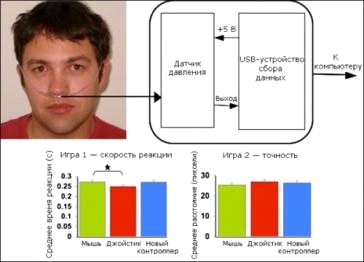 +5 В
Датчик
давления
USB-устройство
сбора
данных
Выход
К
компьютеру
Игра 1 — скорость реакции
Среднее время реакции (с)
0.3
0.25
0.2
0.15
0.1
0.05
0
Мышь Джойстик Новый
контроллер
Игра 2 — точность
Среднее расстояние (пиксели)
30
20
10
0
Мышь Джойстик Новый
контроллер